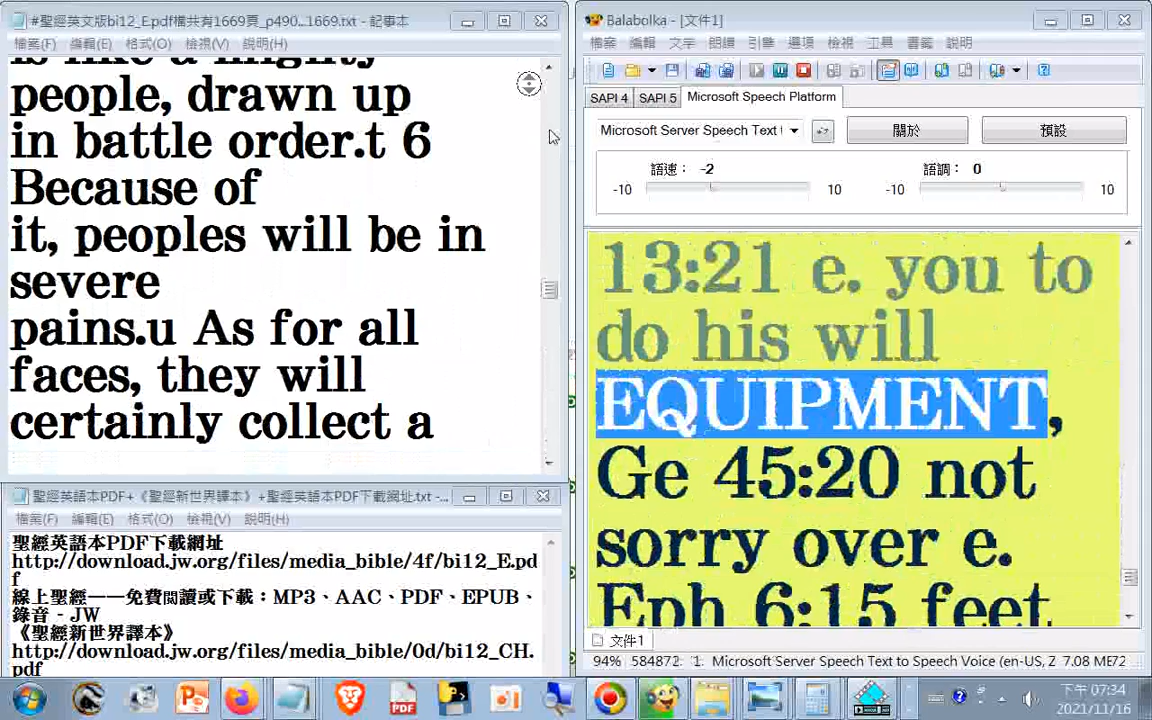 #聖經英文版bi12_E.pdf檔共有1669頁_p490...1669.txt - 記事本
檔案(F) 編輯(E) 格式(O) 檢視(V) 說明(H)
is like a mighty
people, drawn up
in battle order.t 6
Because of
it, peoples will be in
severe
pains.u As for all
faces, they will
certainly collect a
聖經英語本PDF+《聖經新世界譯本》+聖經英語本PDF下載網址.txt -...
檔案(F) 編輯(E) 格式(O) 檢視(V) 說明(H)
聖經英語本PDF下載網址
http://download.jw.org/files/media_bible/4f/bi12_E.pd
f
線上聖經——免費閱讀或下載：MP3、AAC、PDF、EPUB、
錄音 - JW
《聖經新世界譯本》
http://download.jw.org/files/media_bible/0d/bi12_CH.
pdf
Balabolka - [文件1]
檔案 編輯 文字 朗讀 引擎 選項 檢視 工具 書籤 說明
SAPI 4 SAPI 5 Microsoft Speech Platform
Microsoft Server Speech Text t 關於 預設
語速： -2 語調： 0
-10 10 -10 10
13:21 e. you to
do his will
EQUIPMENT,
Ge 45:20 not
sorry over e.
Eph 6:15 feet
文件1
94% 584872: 1. Microsoft Server Speech Text to Speech Voice (en-US, Z 7.08 ME72
下午 07:34
2021/11/16